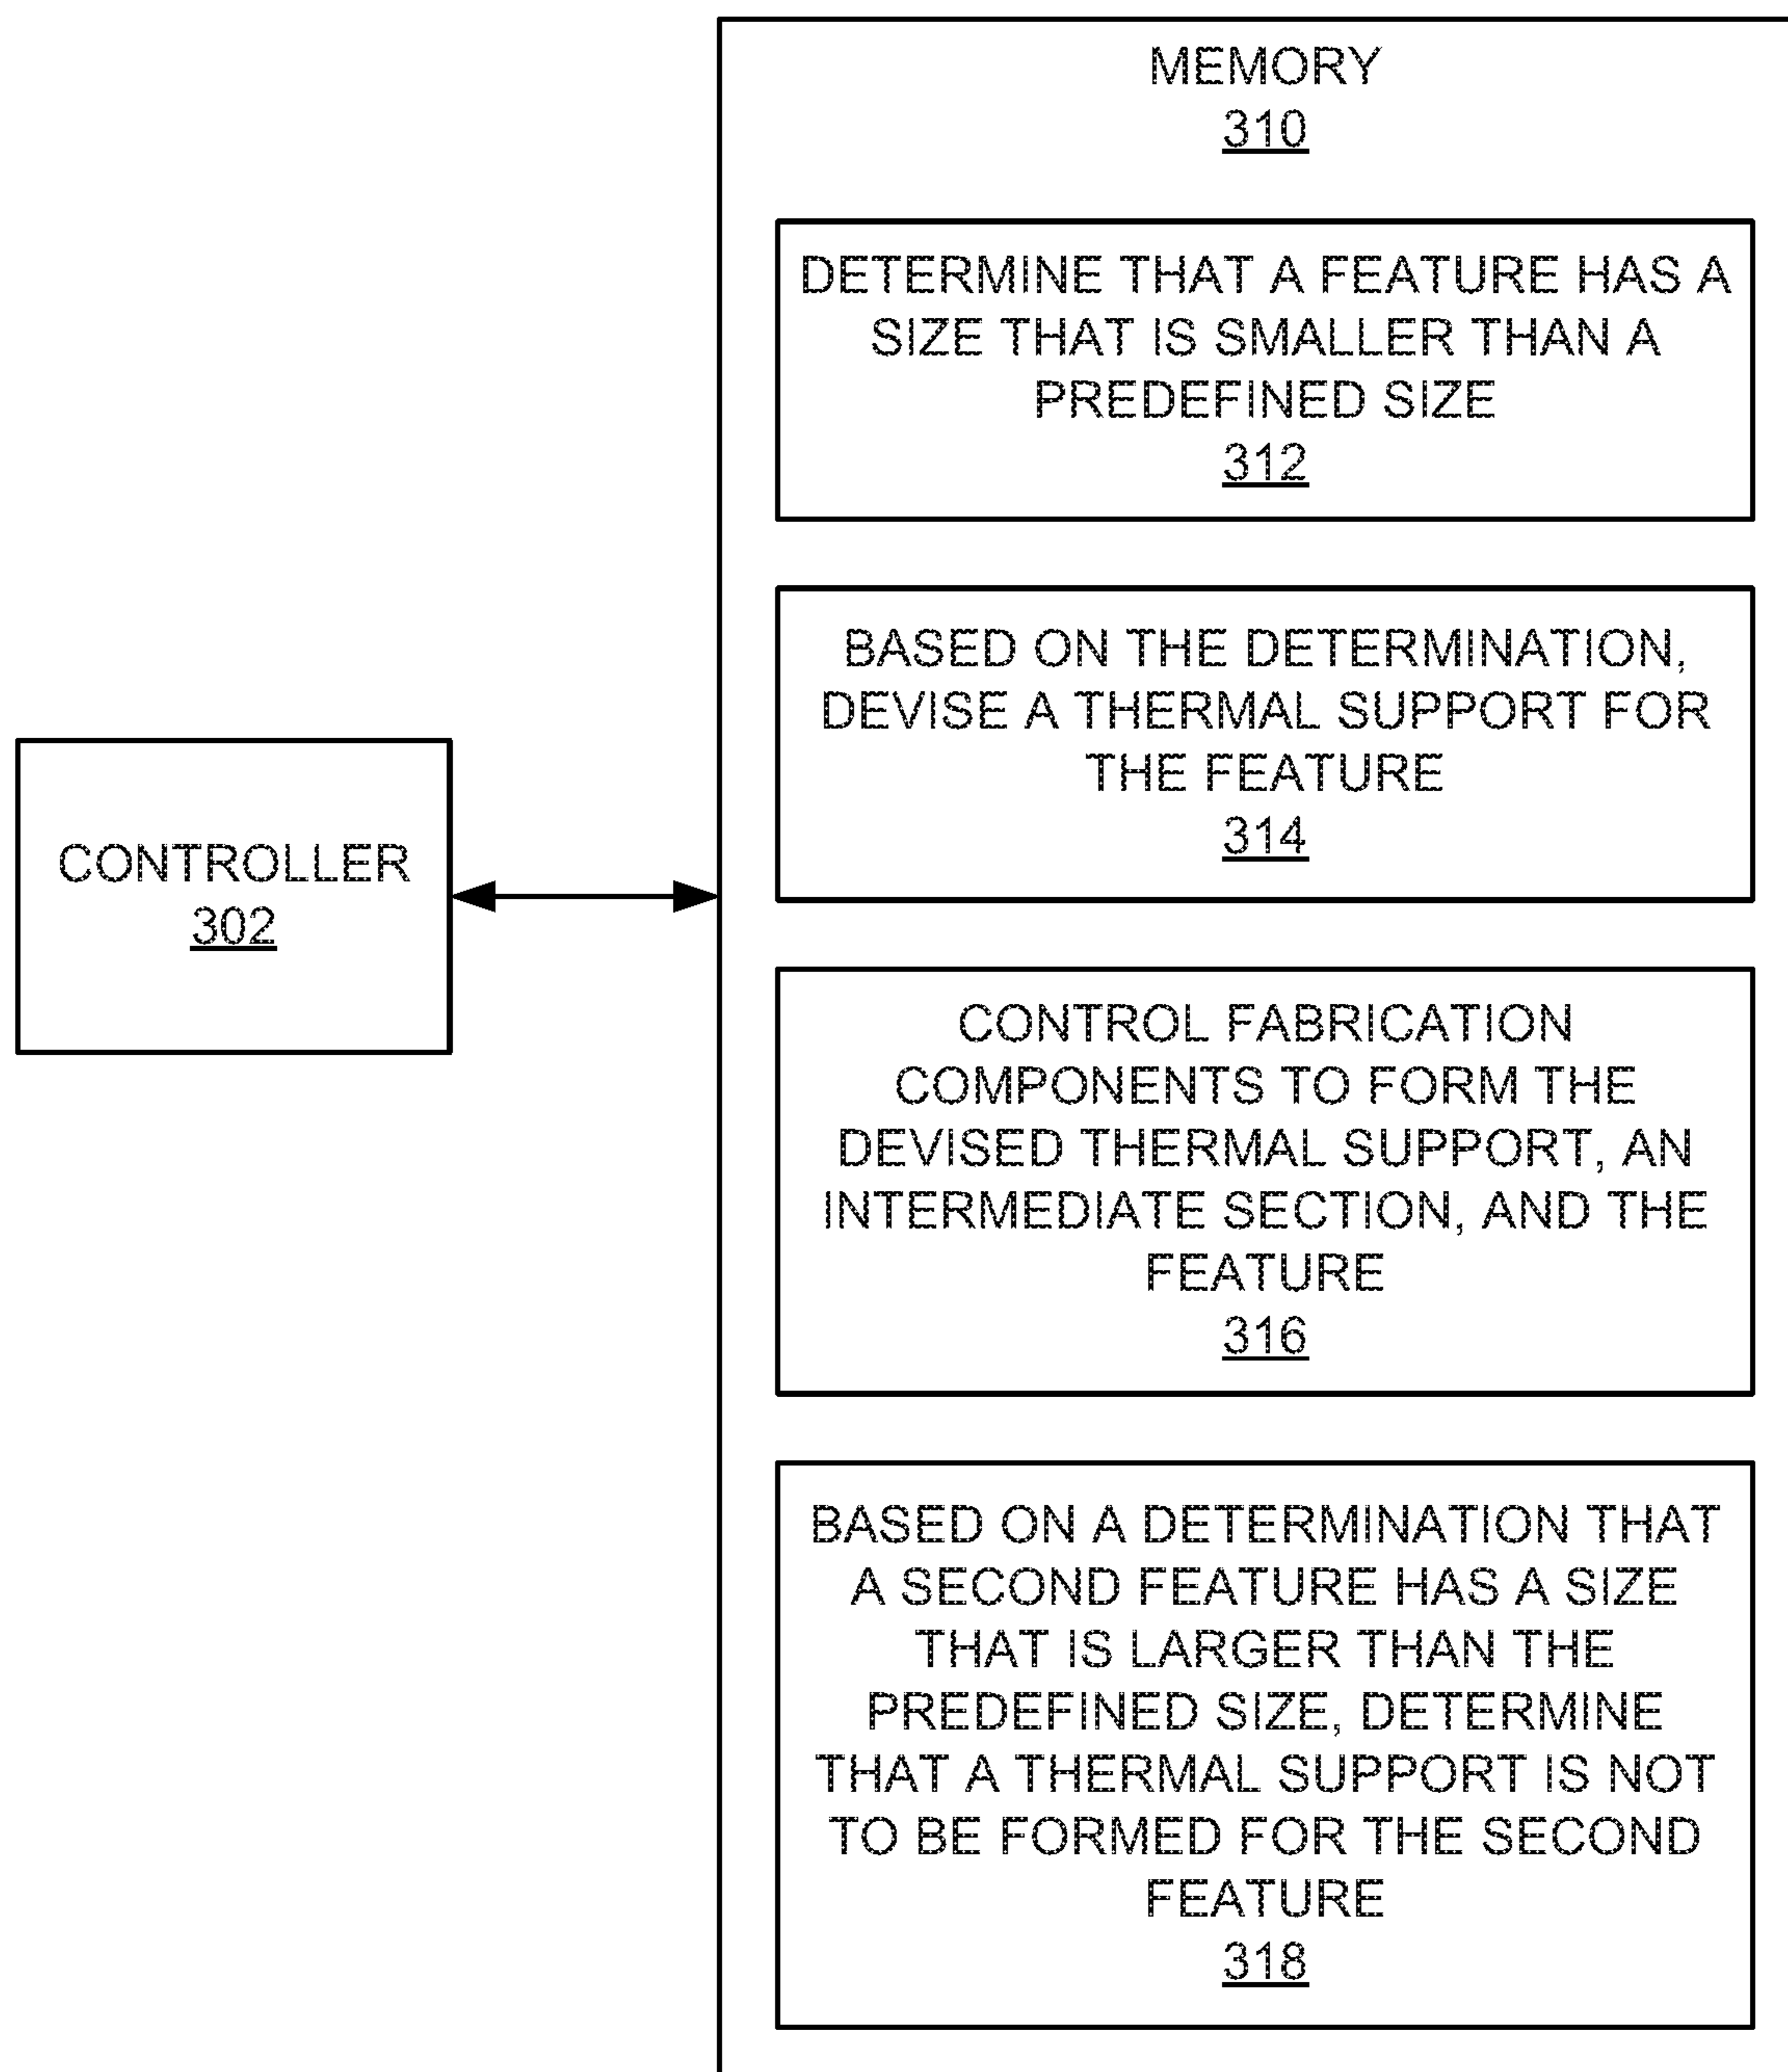 MEMORY
310
DETERMINE THAT A FEATURE HAS A
SIZE THAT IS SMALLER THAN A
PREDEFINED SIZE
312
BASED ON THE DETERMINATION,
DEVISE A THERMAL SUPPORT FOR
THE FEATURE
314
CONTROLLER
302
CONTROL FABRICATION
COMPONENTS TO FORM THE
DEVISED THERMAL SUPPORT, AN
INTERMEDIATE SECTION, AND THE
FEATURE
316
BASED ON A DETERMINATION THAT
A SECOND FEATURE HAS A SIZE
THAT IS LARGER THAN THE
PREDEFINED SIZE, DETERMINE
THAT A THERMAL SUPPORT IS NOT
TO BE FORMED FOR THE SECOND
FEATURE
318